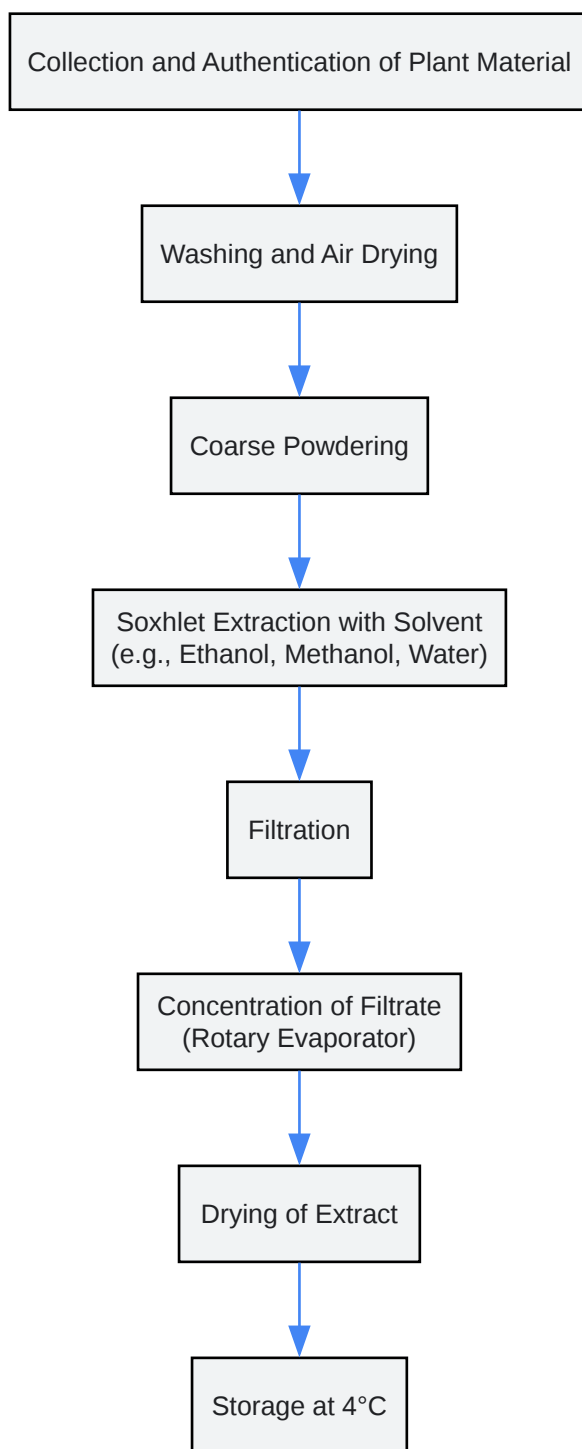 Collection and Authentication of Plant Material
Washing and Air Drying
Coarse Powdering
Soxhlet Extraction with Solvent
(e.g., Ethanol, Methanol, Water)
Filtration
Concentration of Filtrate
(Rotary Evaporator)
Drying of Extract
Storage at 4°C